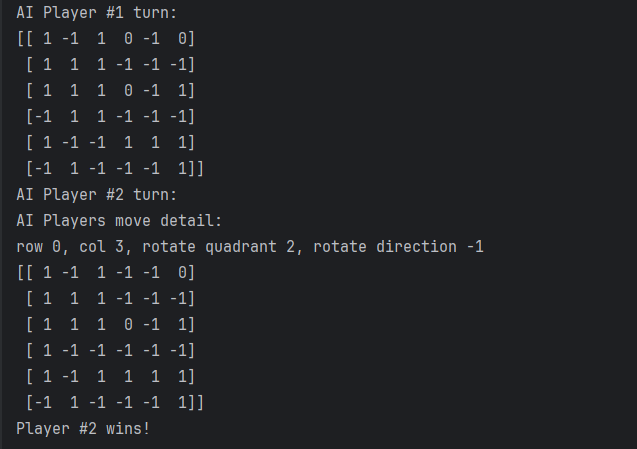 AI Player #1 turn:
[[ 1 -1  1  0 -1  0]
 [ 1  1  1 -1 -1 -1]
 [ 1  1  1  0 -1  1]
 [-1  1  1 -1 -1 -1]
 [ 1 -1 -1  1  1  1]
 [-1  1 -1 -1 -1  1]]
AI Player #2 turn:
AI Players move detail:
row 0, col 3, rotate quadrant 2, rotate direction -1
[[ 1 -1  1 -1 -1  0]
 [ 1  1  1 -1 -1 -1]
 [ 1  1  1  0 -1  1]
 [ 1 -1 -1 -1 -1 -1]
 [ 1 -1  1  1  1  1]
 [-1  1 -1 -1 -1  1]]
Player #2 wins!